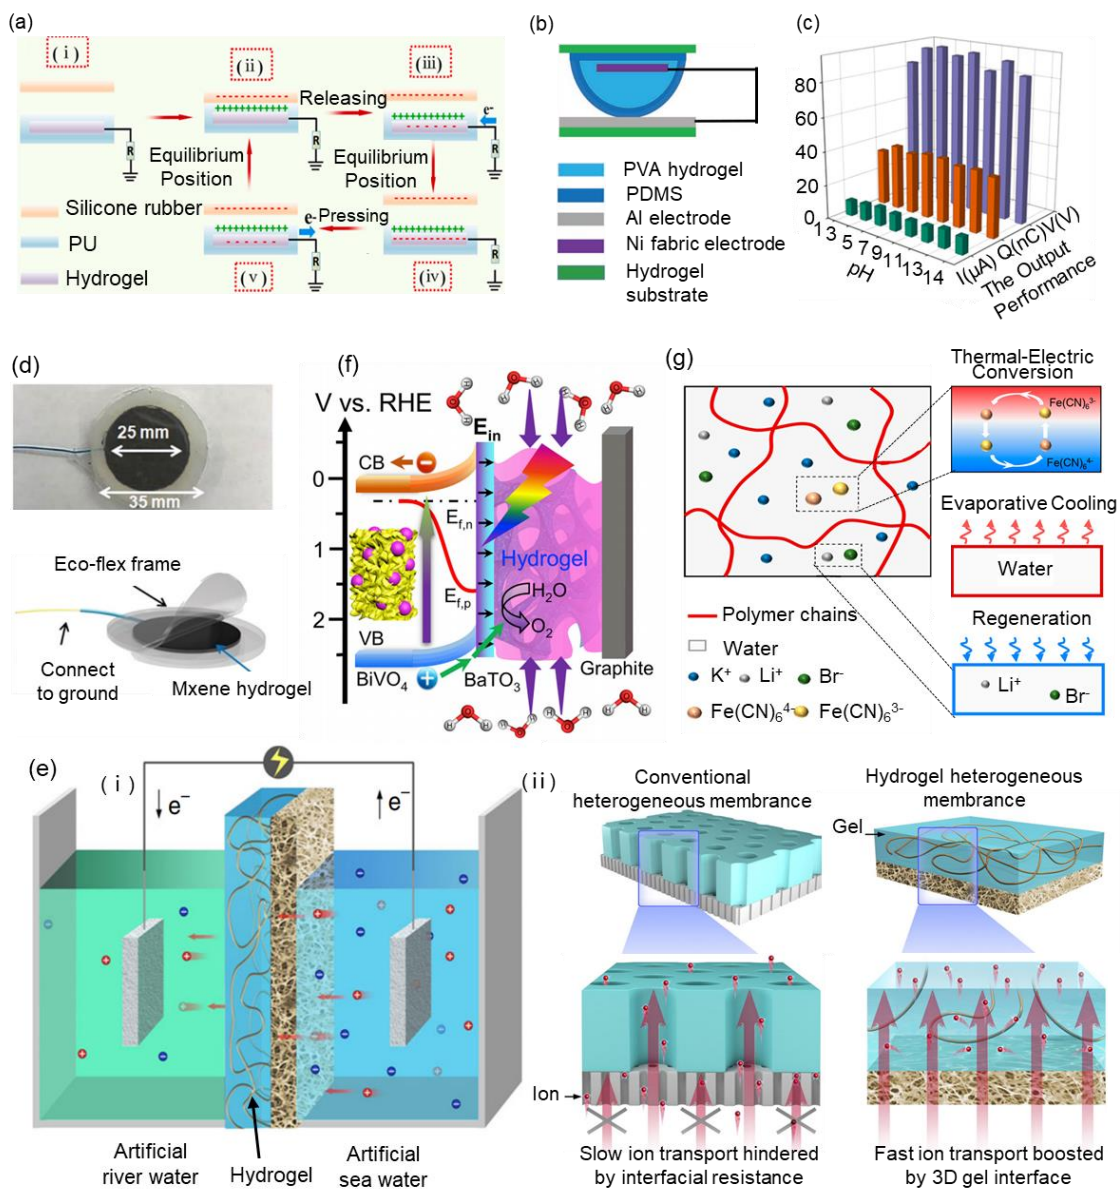 (a)
(i)
(ii)
(iii)
Releasing
e-
R
R
R
Equilibrium
Position
Equilibrium
Position
Silicone rubber
PU
Hydrogel
e-
Pressing
R
R
(v)
(iv)
(b)
PVA hydrogel
PDMS
Al electrode
Ni fabric electrode
Hydrogel
substrate
(c)
80
60
40
20
0
1 3 5 7 9 11 13 14
pH
I(μA) Q(nC) V(V)
The Output
Performance
(d)
25 mm
35 mm
Eco-flex frame
Connect
to ground
Mxene hydrogel
(f)
V vs. RHE
E_in
CB
0
1
2
E_f,n
E_f,p
Hydrogel
H₂O
O₂
VB
BiVO₄
BaTO₃
Graphite
(g)
Thermal-Electric
Conversion
Fe(CN)₆³⁻
Fe(CN)₆⁴⁻
Evaporative Cooling
Water
Regeneration
Li⁺
Br⁻
Polymer chains
Water
K⁺ Li⁺ Br⁻
Fe(CN)₆⁴⁻ Fe(CN)₆³⁻
(e)
(i)
e⁻
e⁻
Artificial
river water
Hydrogel
Artificial
sea water
(ii)
Conventional
heterogeneous membrance
Hydrogel heterogeneous
membrance
Gel
Ion
Slow ion transport hindered
by interfacial resistance
Fast ion transport boosted
by 3D gel interface